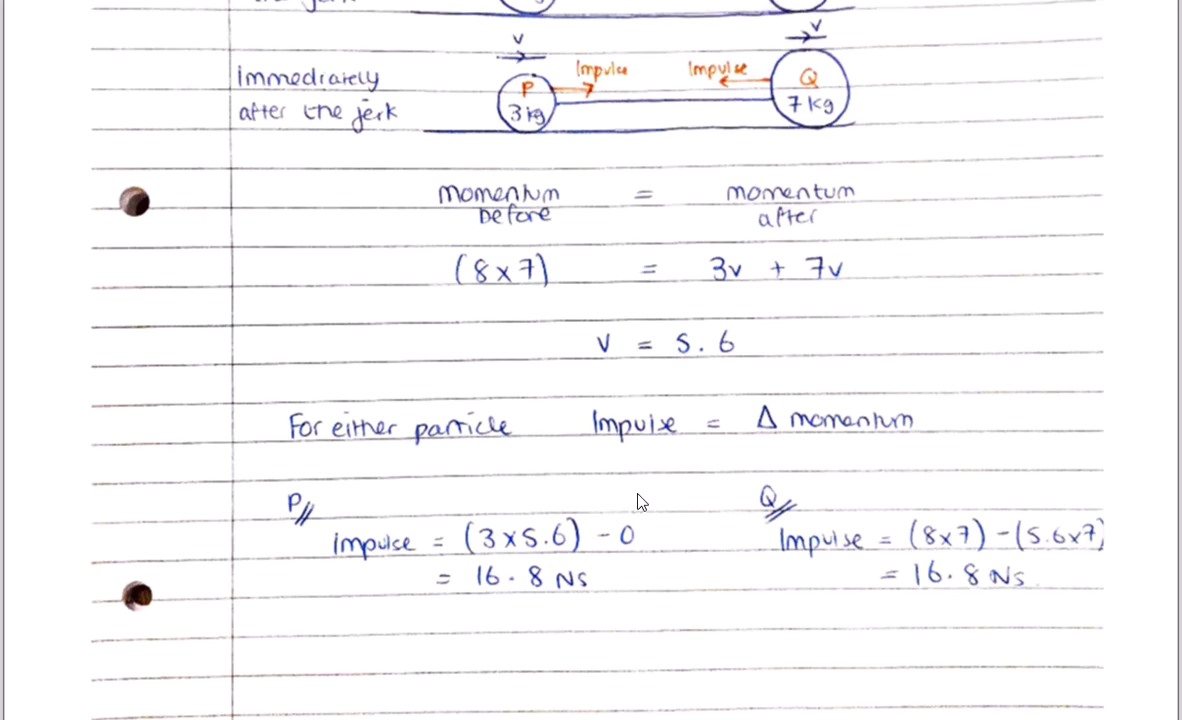 v
v
Impulse
Impulse
immediately
P
Q
after the jerk
3kg
7kg
momentum before = momentum after
(8×7) = 3v + 7v
v = 5.6
For either particle Impulse = Δ momentum
P//
Q//
impulse = (3×5.6) - 0
Impulse = (8×7) - (5.6×7)
= 16.8 Ns
= 16.8 Ns